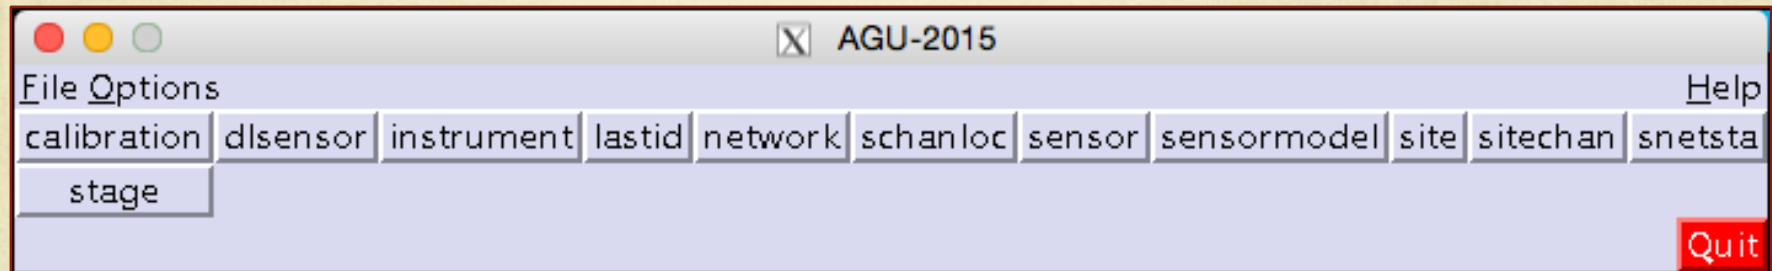 X AGU-2015
File Options Help
calibration dlsensor instrument lastid network schanloc sensor sensormodel site sitechan snetsta
stage
Quit